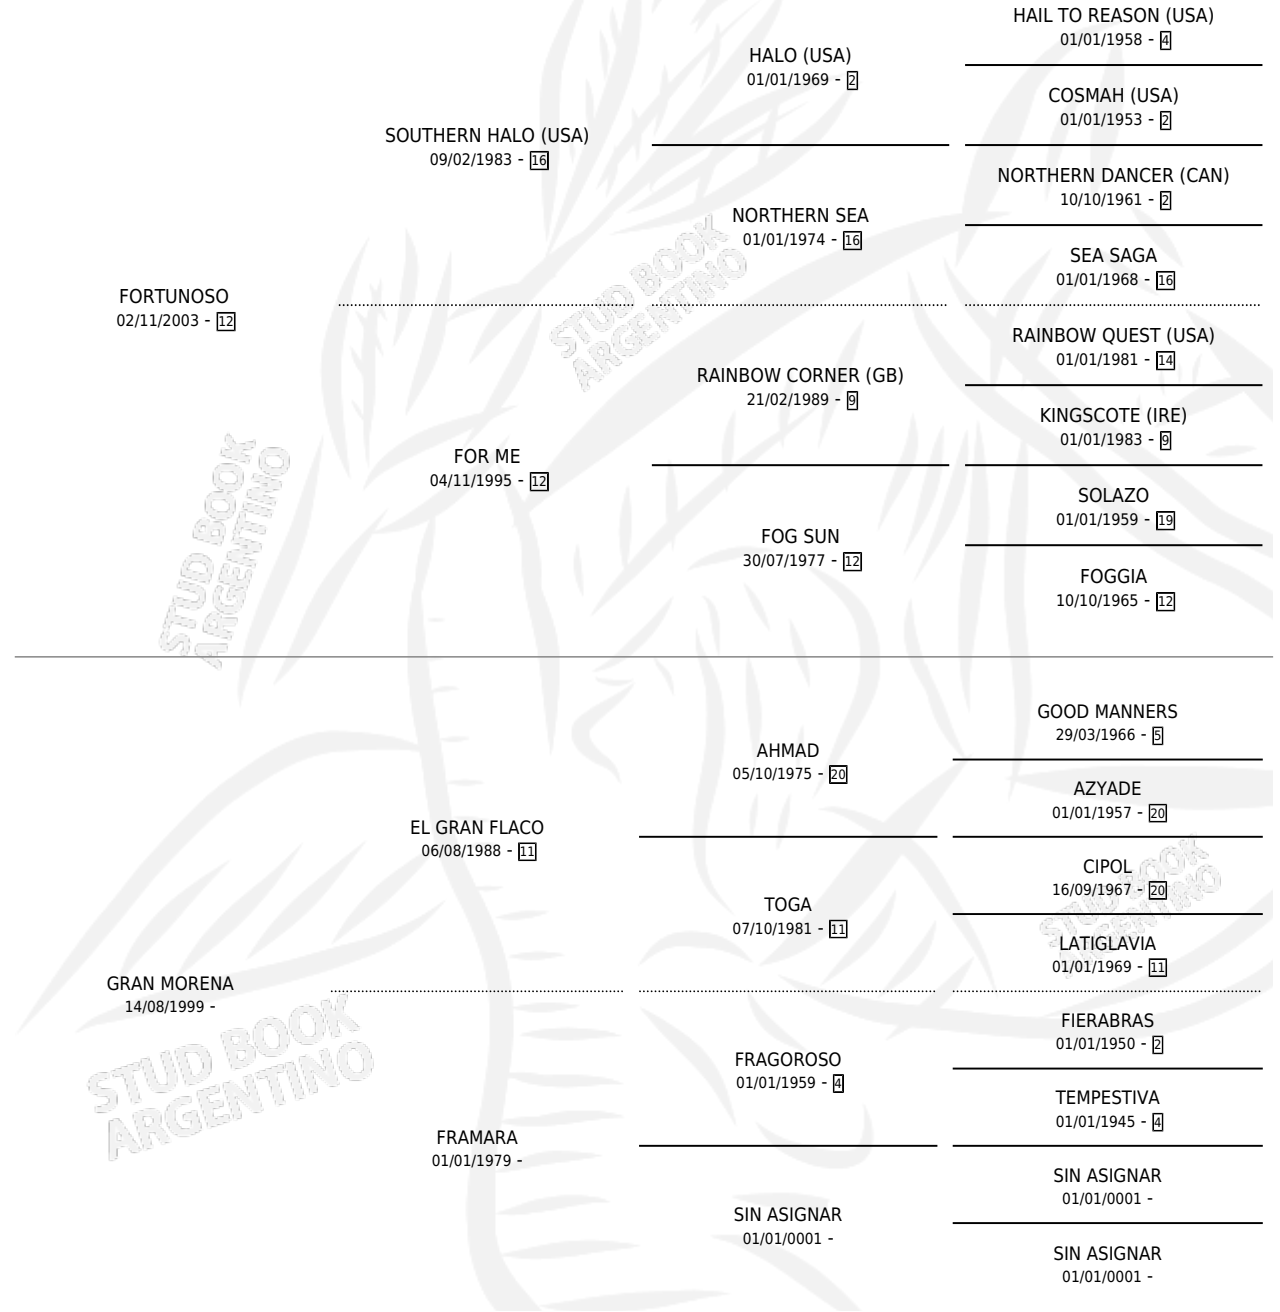 HAIL TO REASON (USA)
01/01/1958 - 4
HALO (USA)
01/01/1969 - 2
COSMAH (USA)
01/01/1953 - 2
SOUTHERN HALO (USA)
09/02/1983 - 16
NORTHERN DANCER (CAN)
10/10/1961 - 2
NORTHERN SEA
01/01/1974 - 16
SEA SAGA
01/01/1968 - 16
STUD BOOK
ARGENTINO
FORTUNOSO
02/11/2003 - 12
RAINBOW QUEST (USA)
01/01/1981 - 14
RAINBOW CORNER (GB)
21/02/1989 - 9
KINGSCOTE (IRE)
01/01/1983 - 9
FOR ME
04/11/1995 - 12
SOLAZO
01/01/1959 - 19
FOG SUN
30/07/1977 - 12
FOGGIA
10/10/1965 - 12
STUD BOOK
ARGENTINO
GOOD MANNERS
29/03/1966 - 5
AHMAD
05/10/1975 - 20
AZYADE
01/01/1957 - 20
EL GRAN FLACO
06/08/1988 - 11
CIPOL
16/09/1967 - 20
TOGA
07/10/1981 - 11
LATIGLAVIA
01/01/1969 - 11
STUD BOOK
ARGENTINO
GRAN MORENA
14/08/1999 -
FIERABRAS
01/01/1950 - 2
FRAGOROSO
01/01/1959 - 4
TEMPESTIVA
01/01/1945 - 4
STUD BOOK
ARGENTINO
FRAMARA
01/01/1979 -
SIN ASIGNAR
01/01/0001 -
SIN ASIGNAR
01/01/0001 -
SIN ASIGNAR
01/01/0001 -